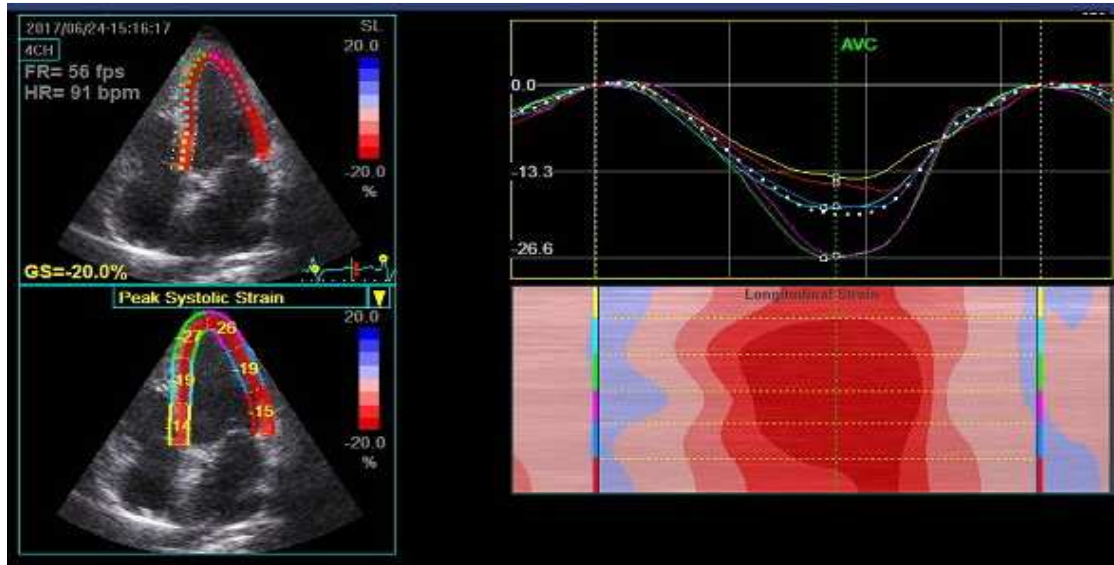 2017/06/24-15:16:17
SL
4CH
20.0
FR= 56 fps
HR= 91 bpm
-20.0
%
GS=-20.0%
AVC
0.0
-13.3
-26.6
Peak Systolic Strain
20.0
-27
-26
-19
-19
-14
-15
-20.0
%
Longitudinal Strain